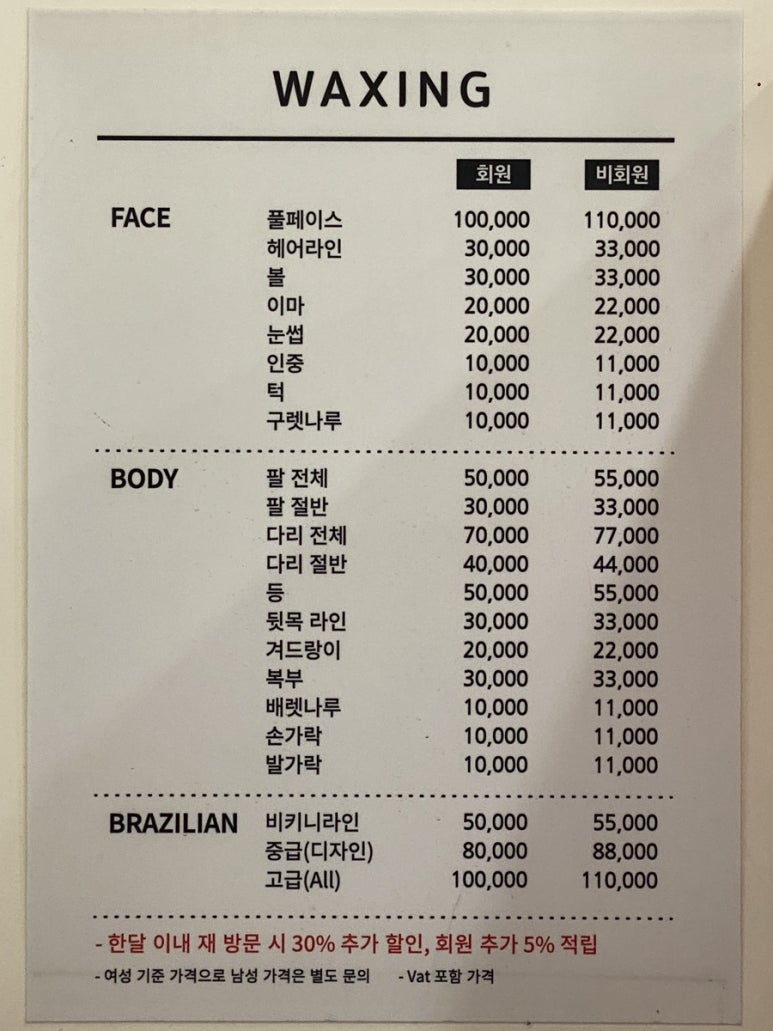 WAXING
회원 비회원
FACE 풀페이스 100,000 110,000
헤어라인 30,000 33,000
볼 30,000 33,000
이마 20,000 22,000
눈썹 20,000 22,000
인중 10,000 11,000
턱 10,000 11,000
구렛나루 10,000 11,000
BODY 팔 전체 50,000 55,000
팔 절반 30,000 33,000
다리 전체 70,000 77,000
다리 절반 40,000 44,000
등 50,000 55,000
뒷목 라인 30,000 33,000
겨드랑이 20,000 22,000
복부 30,000 33,000
배렛나루 10,000 11,000
손가락 10,000 11,000
발가락 10,000 11,000
BRAZILIAN 비키니라인 50,000 55,000
중급(디자인) 80,000 88,000
고급(All) 100,000 110,000
- 한달 이내 재 방문 시 30% 추가 할인, 회원 추가 5% 적립
- 여성 기준 가격으로 남성 가격은 별도 문의 - Vat 포함 가격